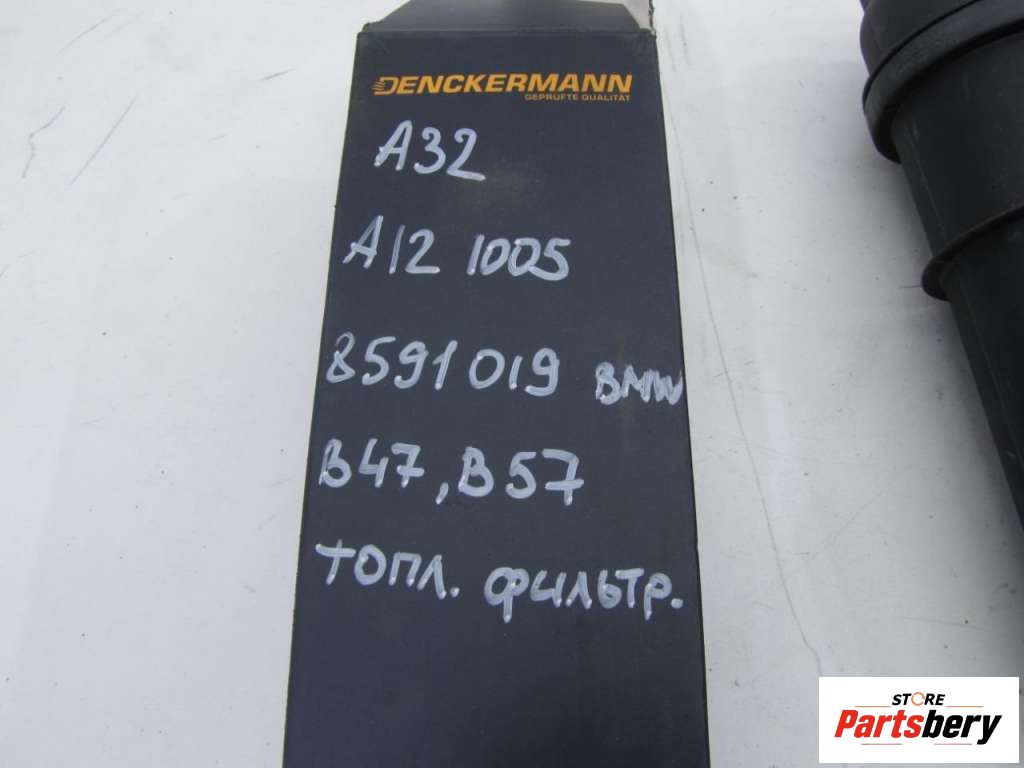 DENCKERMANN
GEPRÜFTE QUALITÄT
A32
A12 1005
8591019 BMW
B47, B57
топл. фильтр.
STORE
Partsbery